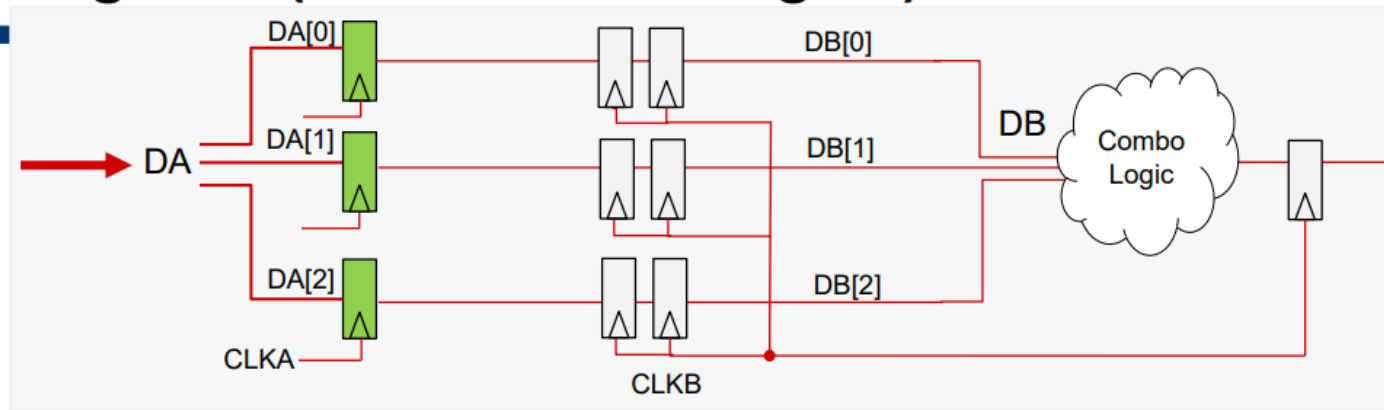 DA[0]
DB[0]
DA[1]
DB[1]
DA
DB
Combo
Logic
DA[2]
DB[2]
CLKA
CLKB